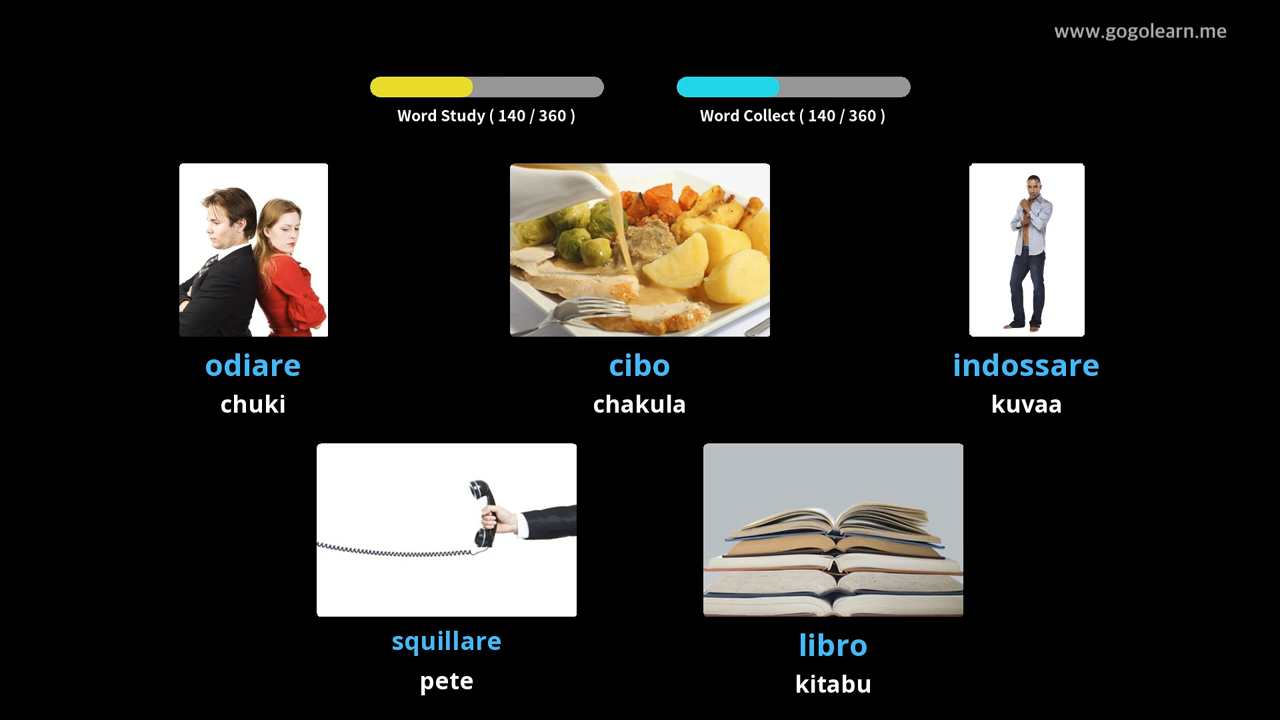 www.gogolearn.me
Word Study ( 140 / 360 )
Word Collect ( 140 / 360 )
odiare
chuki
cibo
chakula
indossare
kuvaa
squillare
pete
libro
kitabu